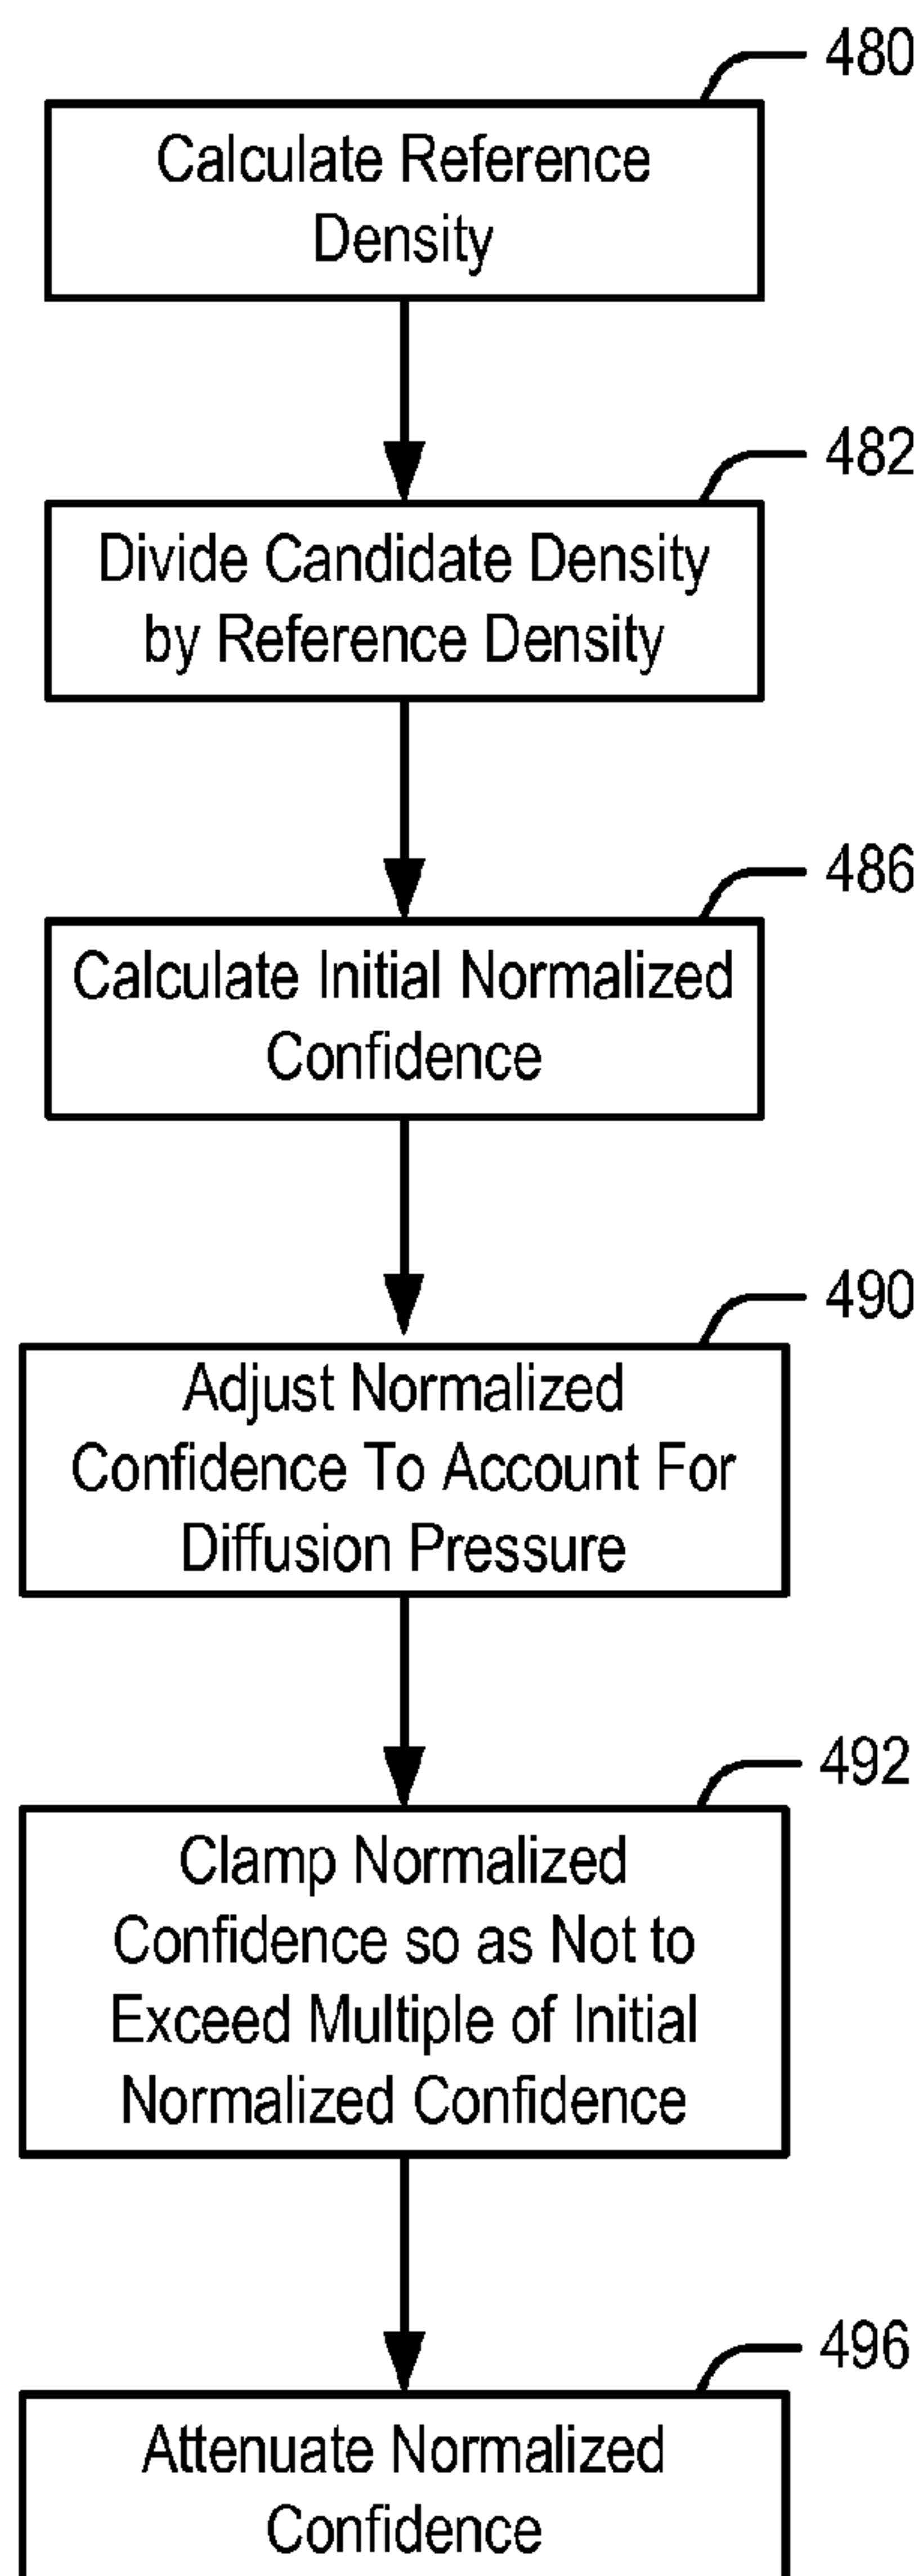 480
Calculate Reference
Density
482
Divide Candidate Density
by Reference Density
486
Calculate Initial Normalized
Confidence
490
Adjust Normalized
Confidence To Account For
Diffusion Pressure
492
Clamp Normalized
Confidence so as Not to
Exceed Multiple of Initial
Normalized Confidence
496
Attenuate Normalized
Confidence